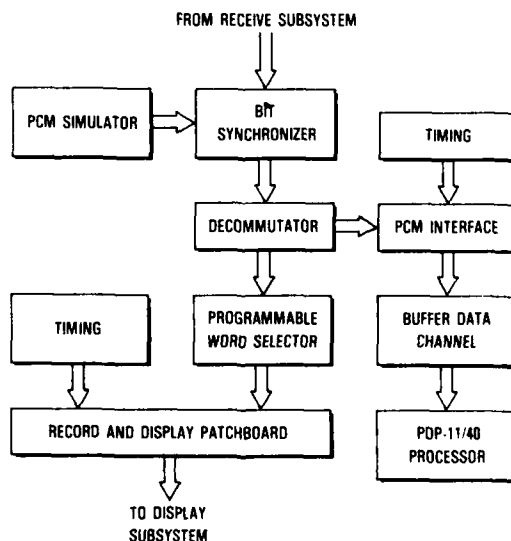 FROM RECEIVE SUBSYSTEM
PCM SIMULATOR
BIT
SYNCHRONIZER
TIMING
DECOMMUTATOR
PCM INTERFACE
TIMING
PROGRAMMABLE
WORD SELECTOR
BUFFER DATA
CHANNEL
RECORD AND DISPLAY PATCHBOARD
PDP-11/40
PROCESSOR
TO DISPLAY
SUBSYSTEM